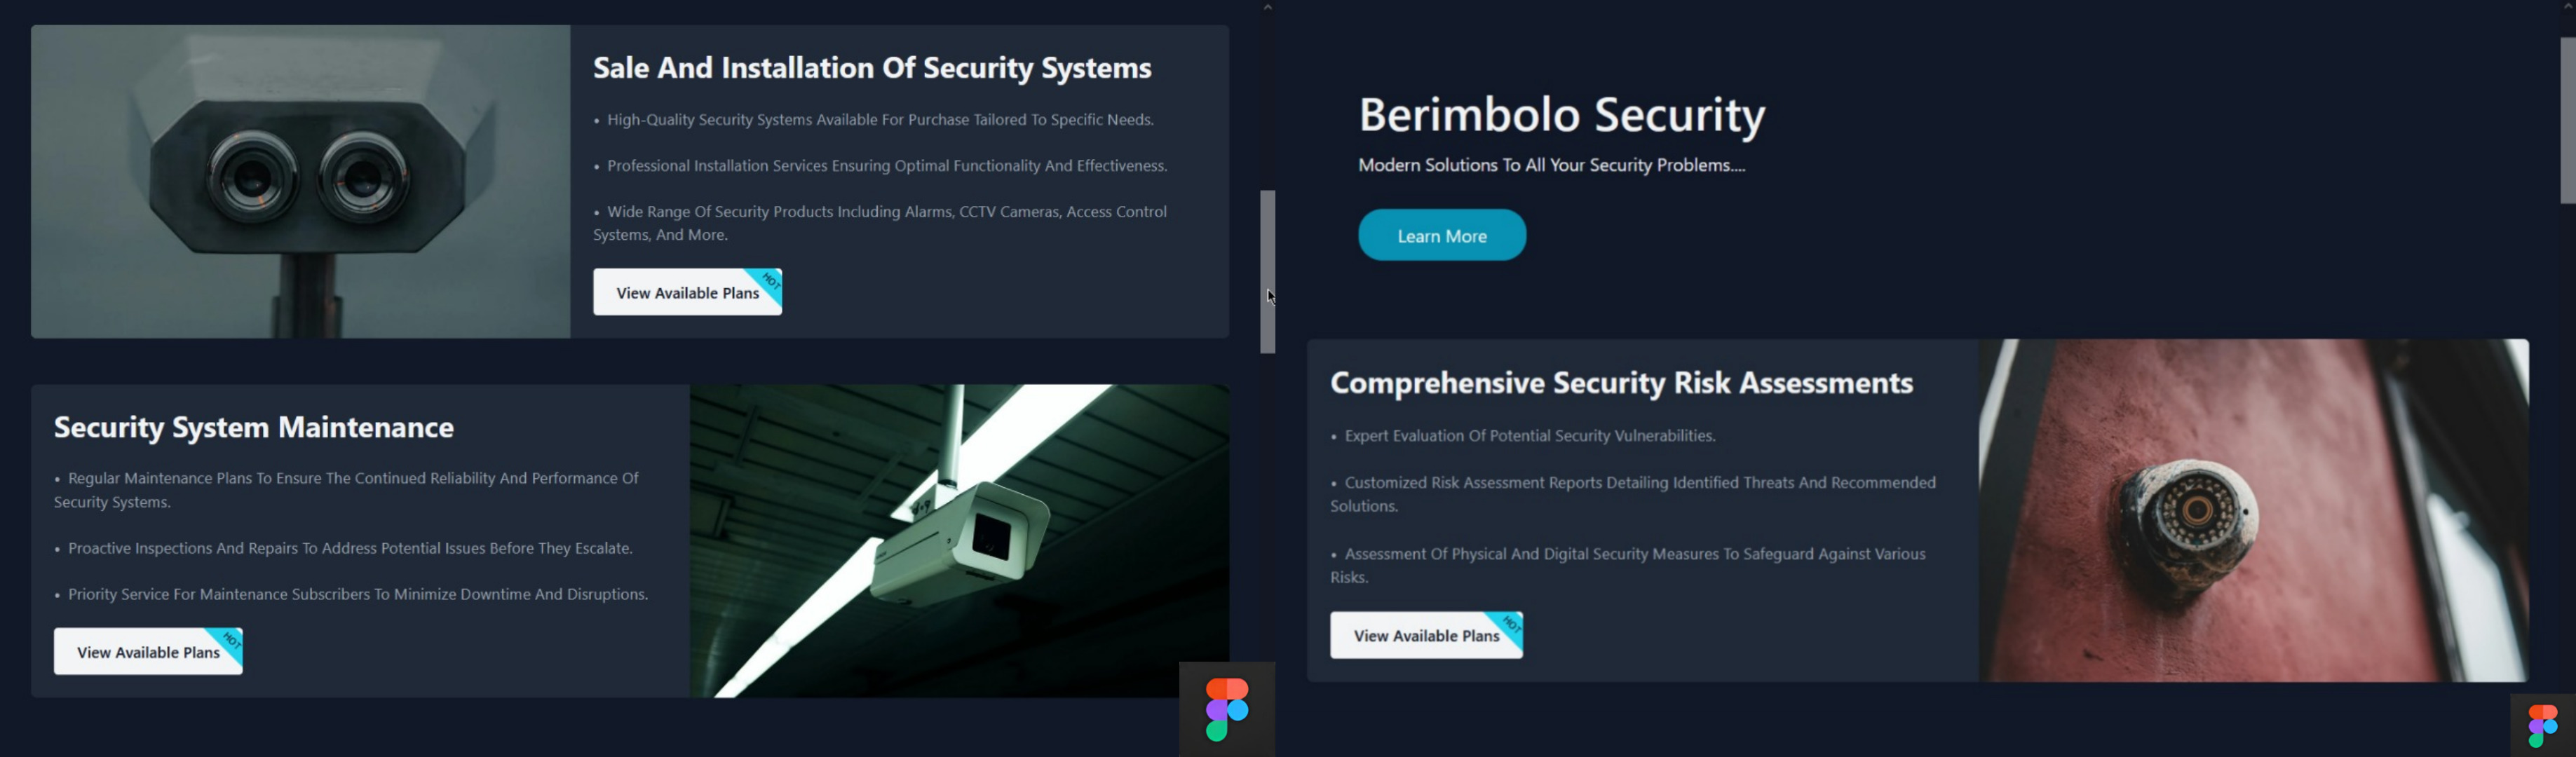 Sale And Installation Of Security Systems
• High-Quality Security Systems Available For Purchase Tailored To Specific Needs.
• Professional Installation Services Ensuring Optimal Functionality And Effectiveness.
• Wide Range Of Security Products Including Alarms, CCTV Cameras, Access Control
Systems, And More.
View Available Plans
HOT
Security System Maintenance
• Regular Maintenance Plans To Ensure The Continued Reliability And Performance Of
Security Systems.
• Proactive Inspections And Repairs To Address Potential Issues Before They Escalate.
• Priority Service For Maintenance Subscribers To Minimize Downtime And Disruptions.
View Available Plans
HOT
Berimbolo Security
Modern Solutions To All Your Security Problems....
Learn More
Comprehensive Security Risk Assessments
• Expert Evaluation Of Potential Security Vulnerabilities.
• Customized Risk Assessment Reports Detailing Identified Threats And Recommended
Solutions.
• Assessment Of Physical And Digital Security Measures To Safeguard Against Various
Risks.
View Available Plans
HOT